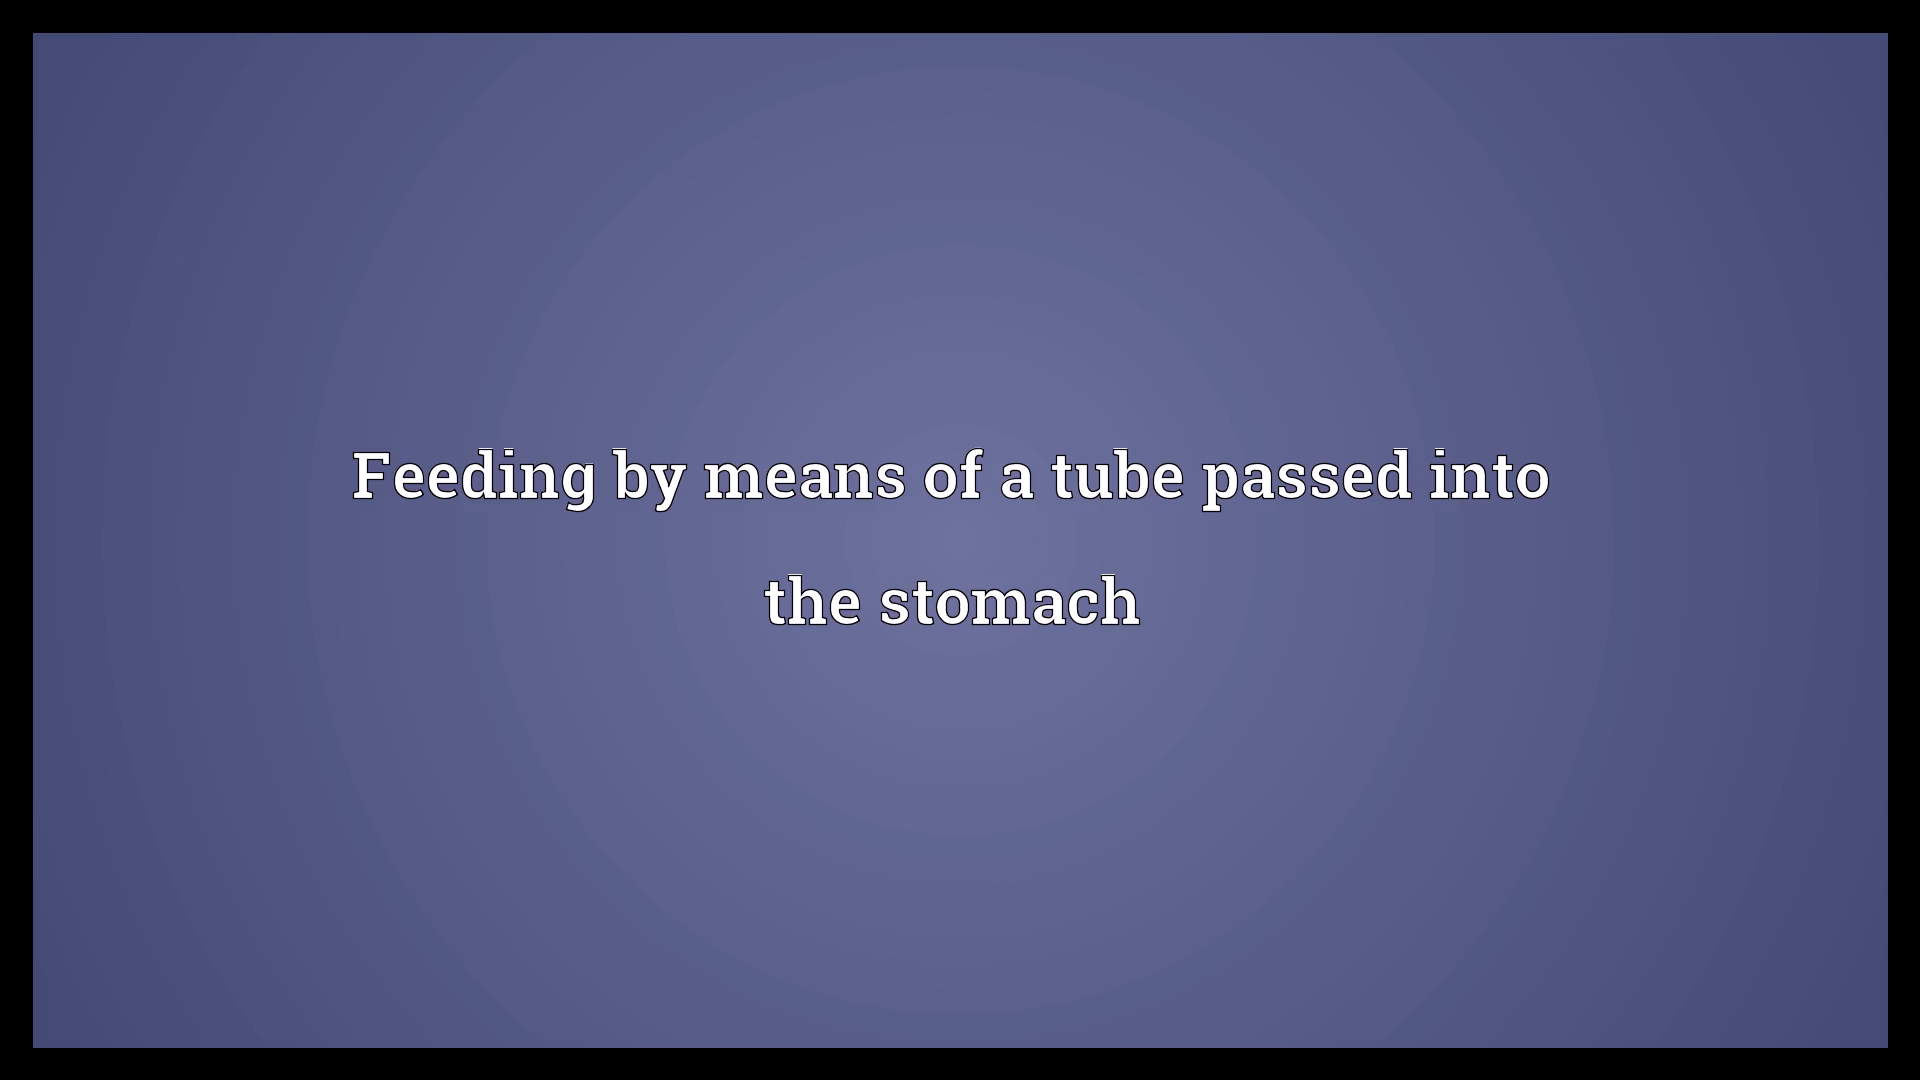 Feeding by means of a tube passed into
the stomach